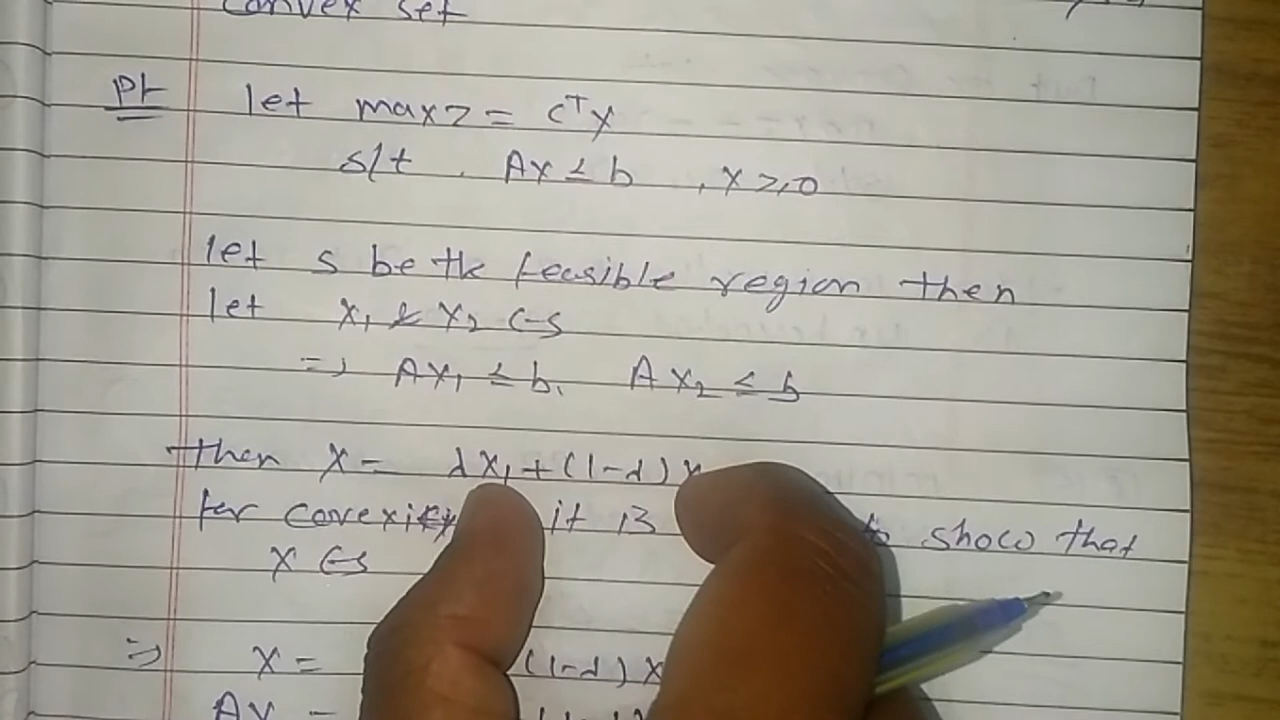 convex set
Pf let max z = cᵀx
s/t . Ax ≤ b , x ≥ 0
let s be the feasible region then
let x₁ & x₂ ∈ s
=> Ax₁ ≤ b, Ax₂ ≤ b
then x = λx₁ + (1-λ)x
for convexity it is to show that
x ∈ s
=> x = (1-λ)x
Ax =